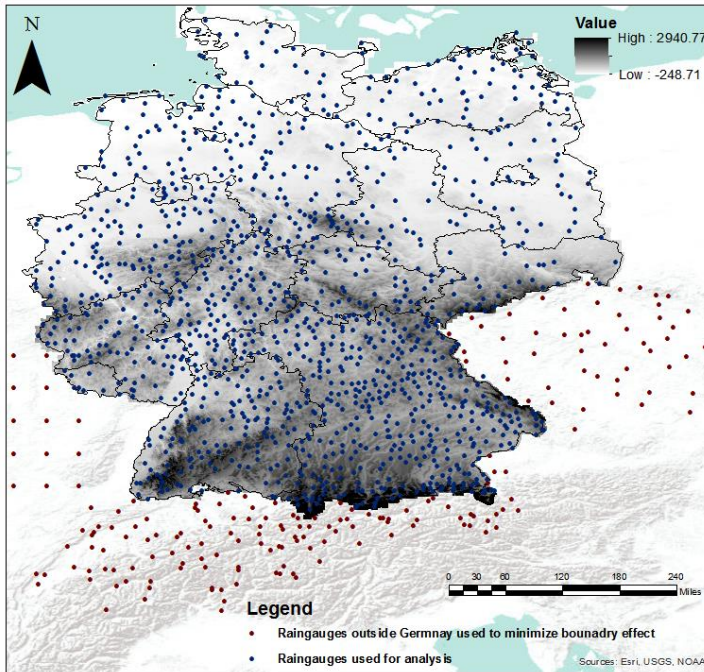 N
Value
High : 2940.77
Low : -248.71
0 30 60 120 180 240
Miles
Legend
Raingauges outside Germnay used to minimize bounadry effect
Raingauges used for analysis
Sources: Esri, USGS, NOAA